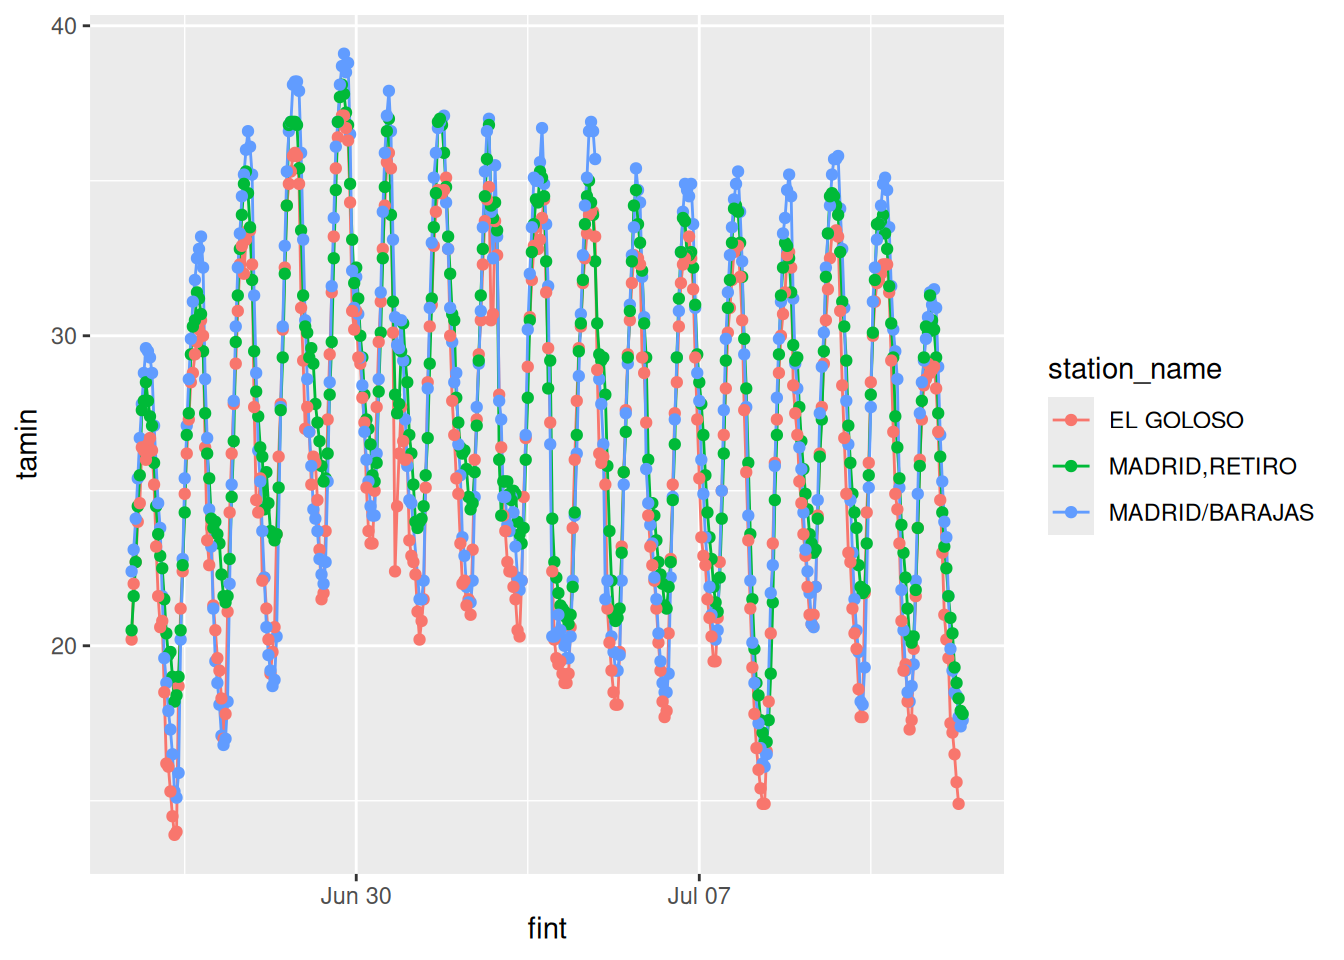 40
30
20
tamin
Jun 30
Jul 07
fint
station_name
EL GOLOSO
MADRID,RETIRO
MADRID/BARAJAS